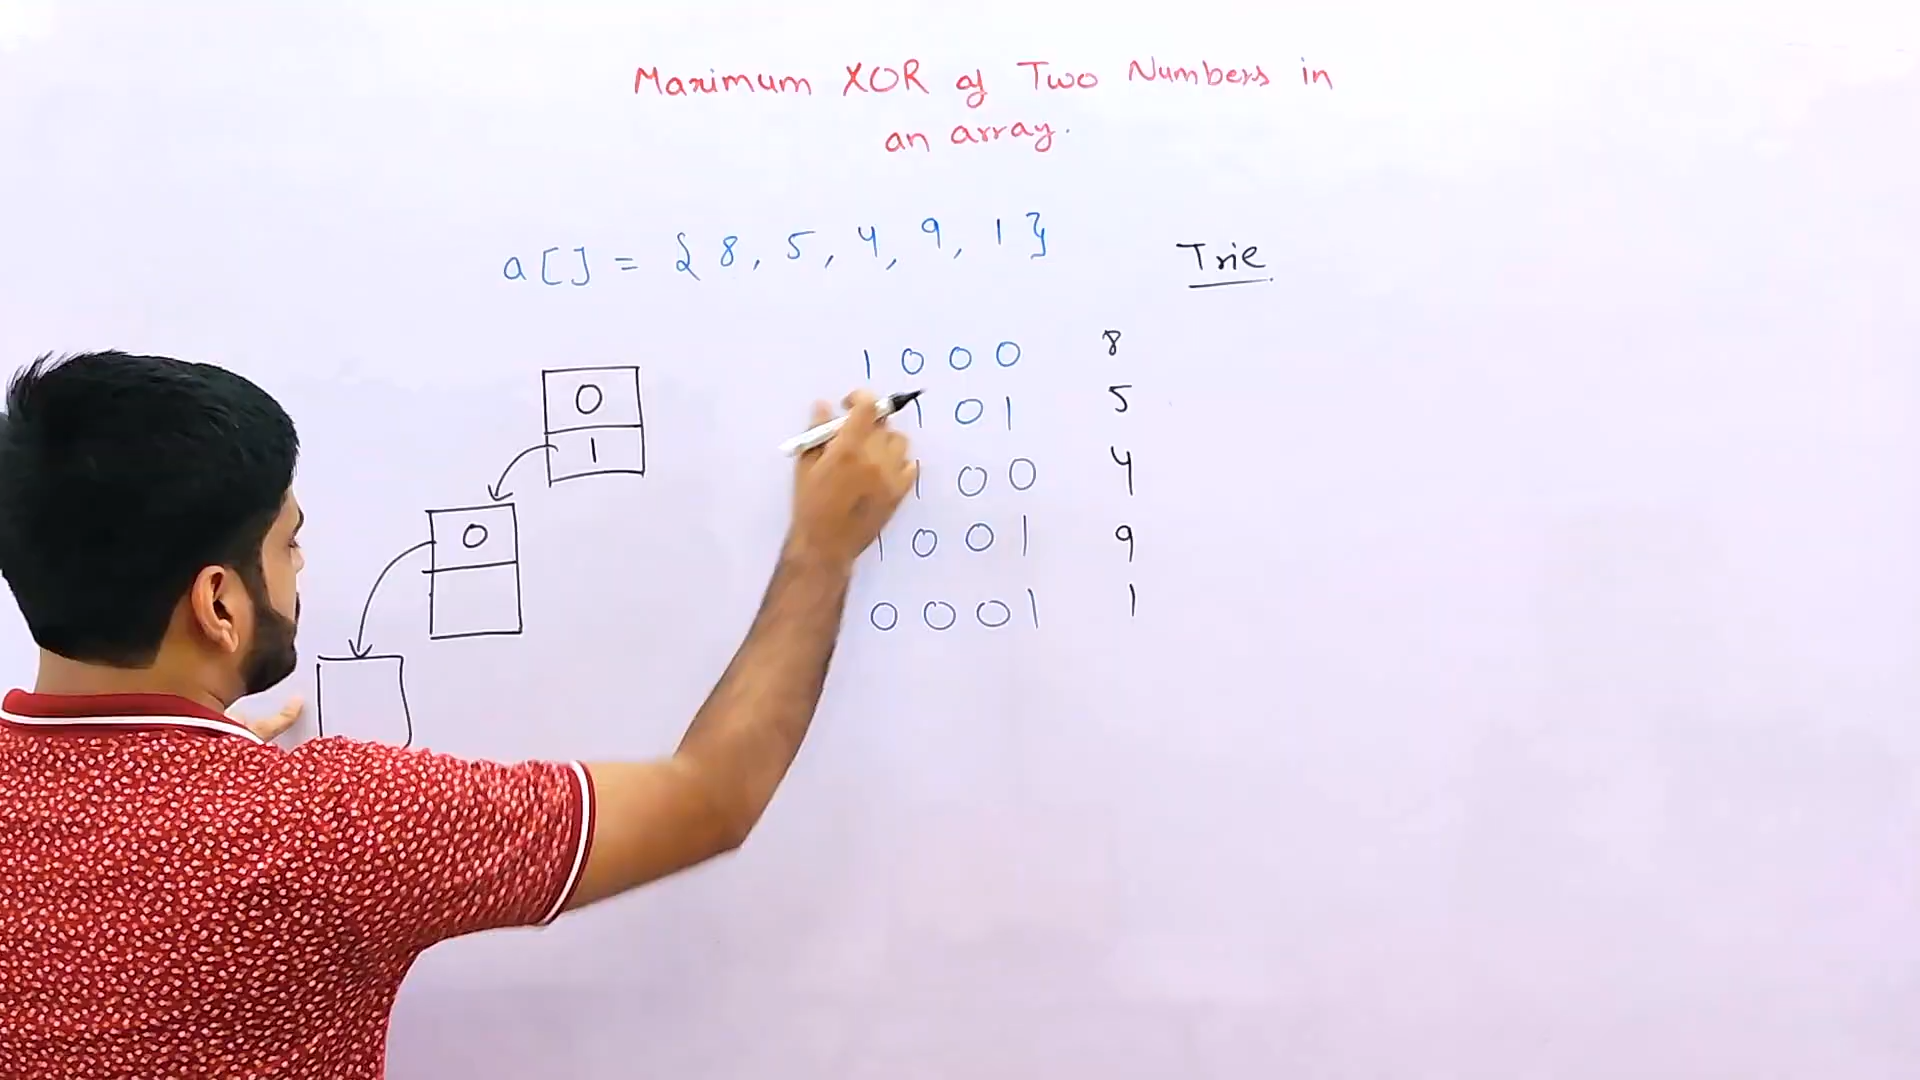 Maximum XOR of Two Numbers in
an array.
a[] = { 8, 5, 4, 9, 1 }
Trie
0
1
0
1 0 0 0 8
1 0 1 5
1 0 0 4
1 0 0 1 9
0 0 0 1 1